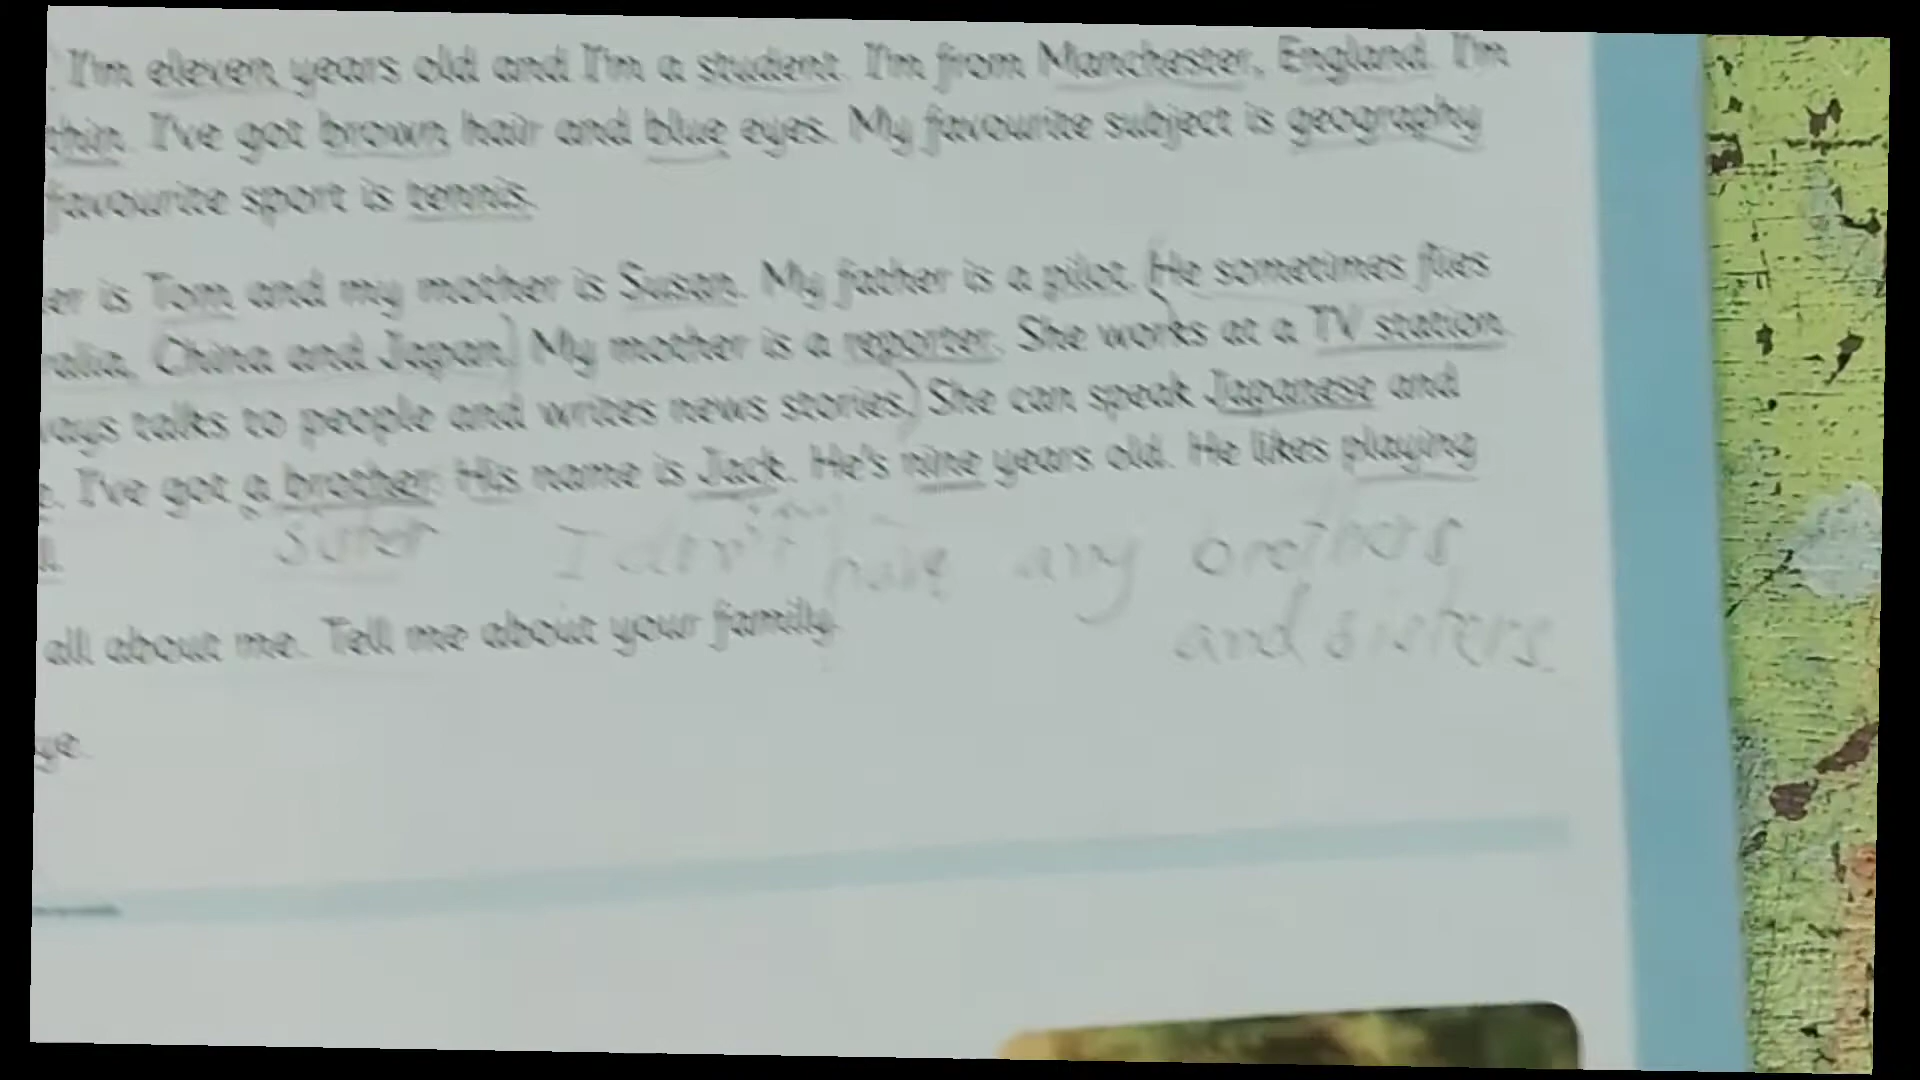 I'm eleven years old and I'm a student. I'm from Manchester, England. I'm
thin. I've got brown hair and blue eyes. My favourite subject is geography
favourite sport is tennis.
er is Tom and my mother is Susan. My father is a pilot. He sometimes flies
ralia, China and Japan. My mother is a reporter. She works at a TV station.
ways talks to people and writes news stories. She can speak Japanese and
e. I've got a brother. His name is Jack. He's nine years old. He likes playing
sister I don't have any brothers
and sisters.
all about me. Tell me about your family.
ye.